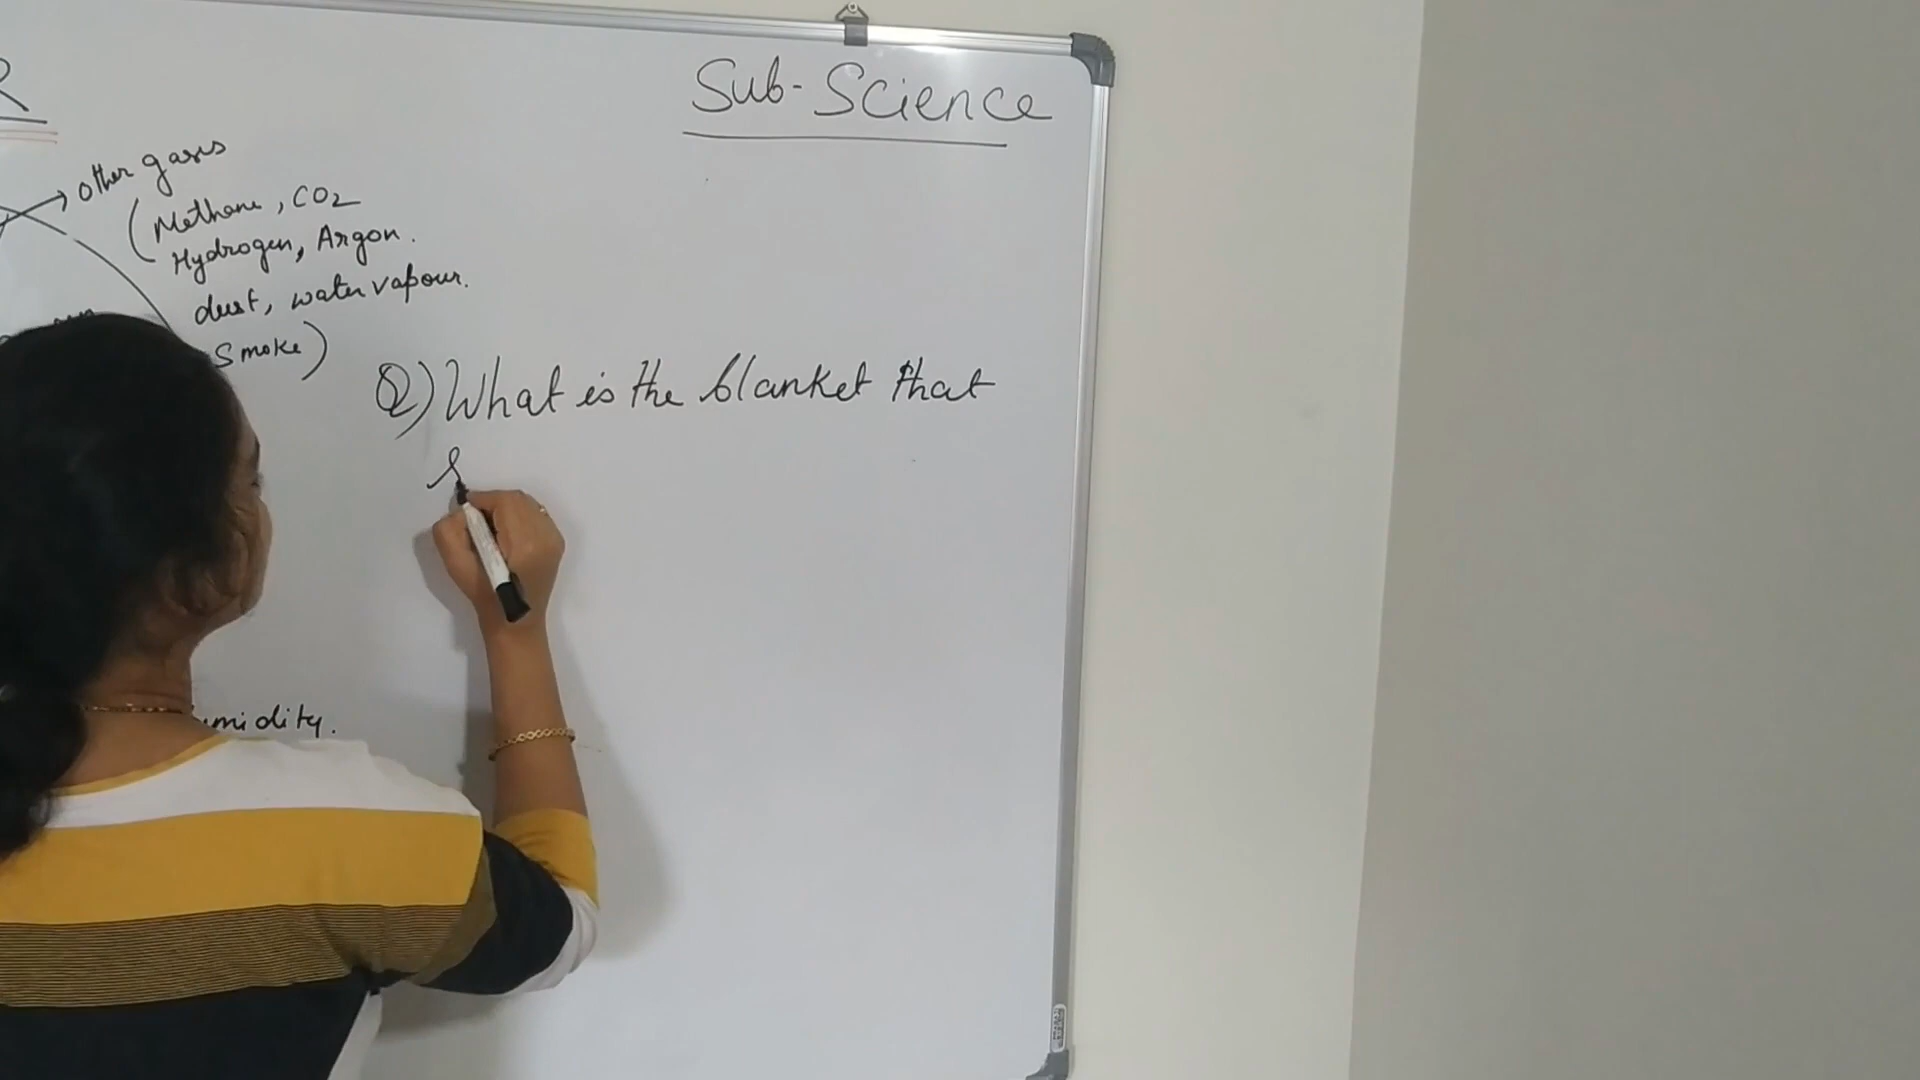 Sub-Science
Other gases
(Methane, CO2
Hydrogen, Argon.
dust, water vapour.
Smoke)
Q) What is the blanket that
s
midity.